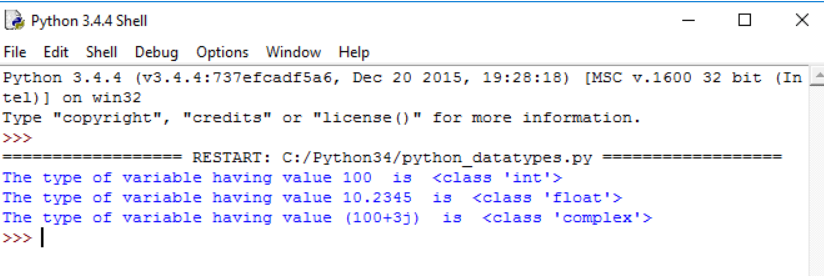 Python 3.4.4 Shell
File Edit Shell Debug Options Window Help
Python 3.4.4 (v3.4.4:737efcadf5a6, Dec 20 2015, 19:28:18) [MSC v.1600 32 bit (In
tel)] on win32
Type "copyright", "credits" or "license()" for more information.
>>>
================== RESTART: C:/Python34/python_datatypes.py ==================
The type of variable having value 100  is  <class 'int'>
The type of variable having value 10.2345  is  <class 'float'>
The type of variable having value (100+3j)  is  <class 'complex'>
>>>